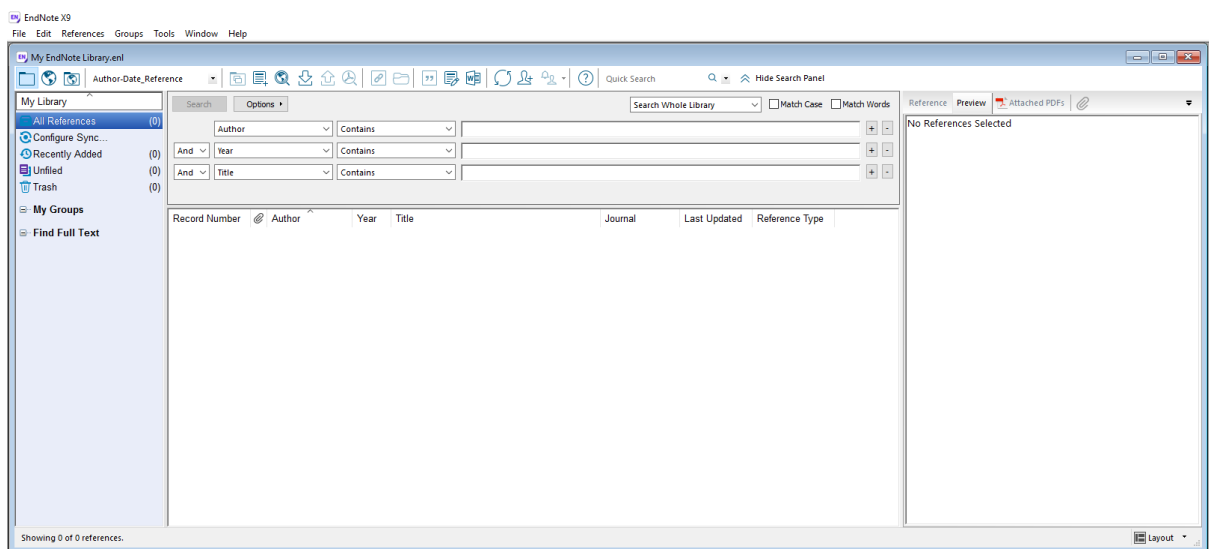 EndNote X9
File Edit References Groups Tools Window Help
My EndNote Library.enl
Author-Date_Refere nce Quick Search Hide Search Panel
My Library
All References (0)
Configure Sync...
Recently Added (0)
Unfiled (0)
Trash (0)
My Groups
Find Full Text
Search Options Search Whole Library Match Case Match Words
Author Contains + -
And Year Contains + -
And Title Contains + -
Record Number Author Year Title Journal Last Updated Reference Type
Reference Preview Attached PDFs
No References Selected
Showing 0 of 0 references.
Layout